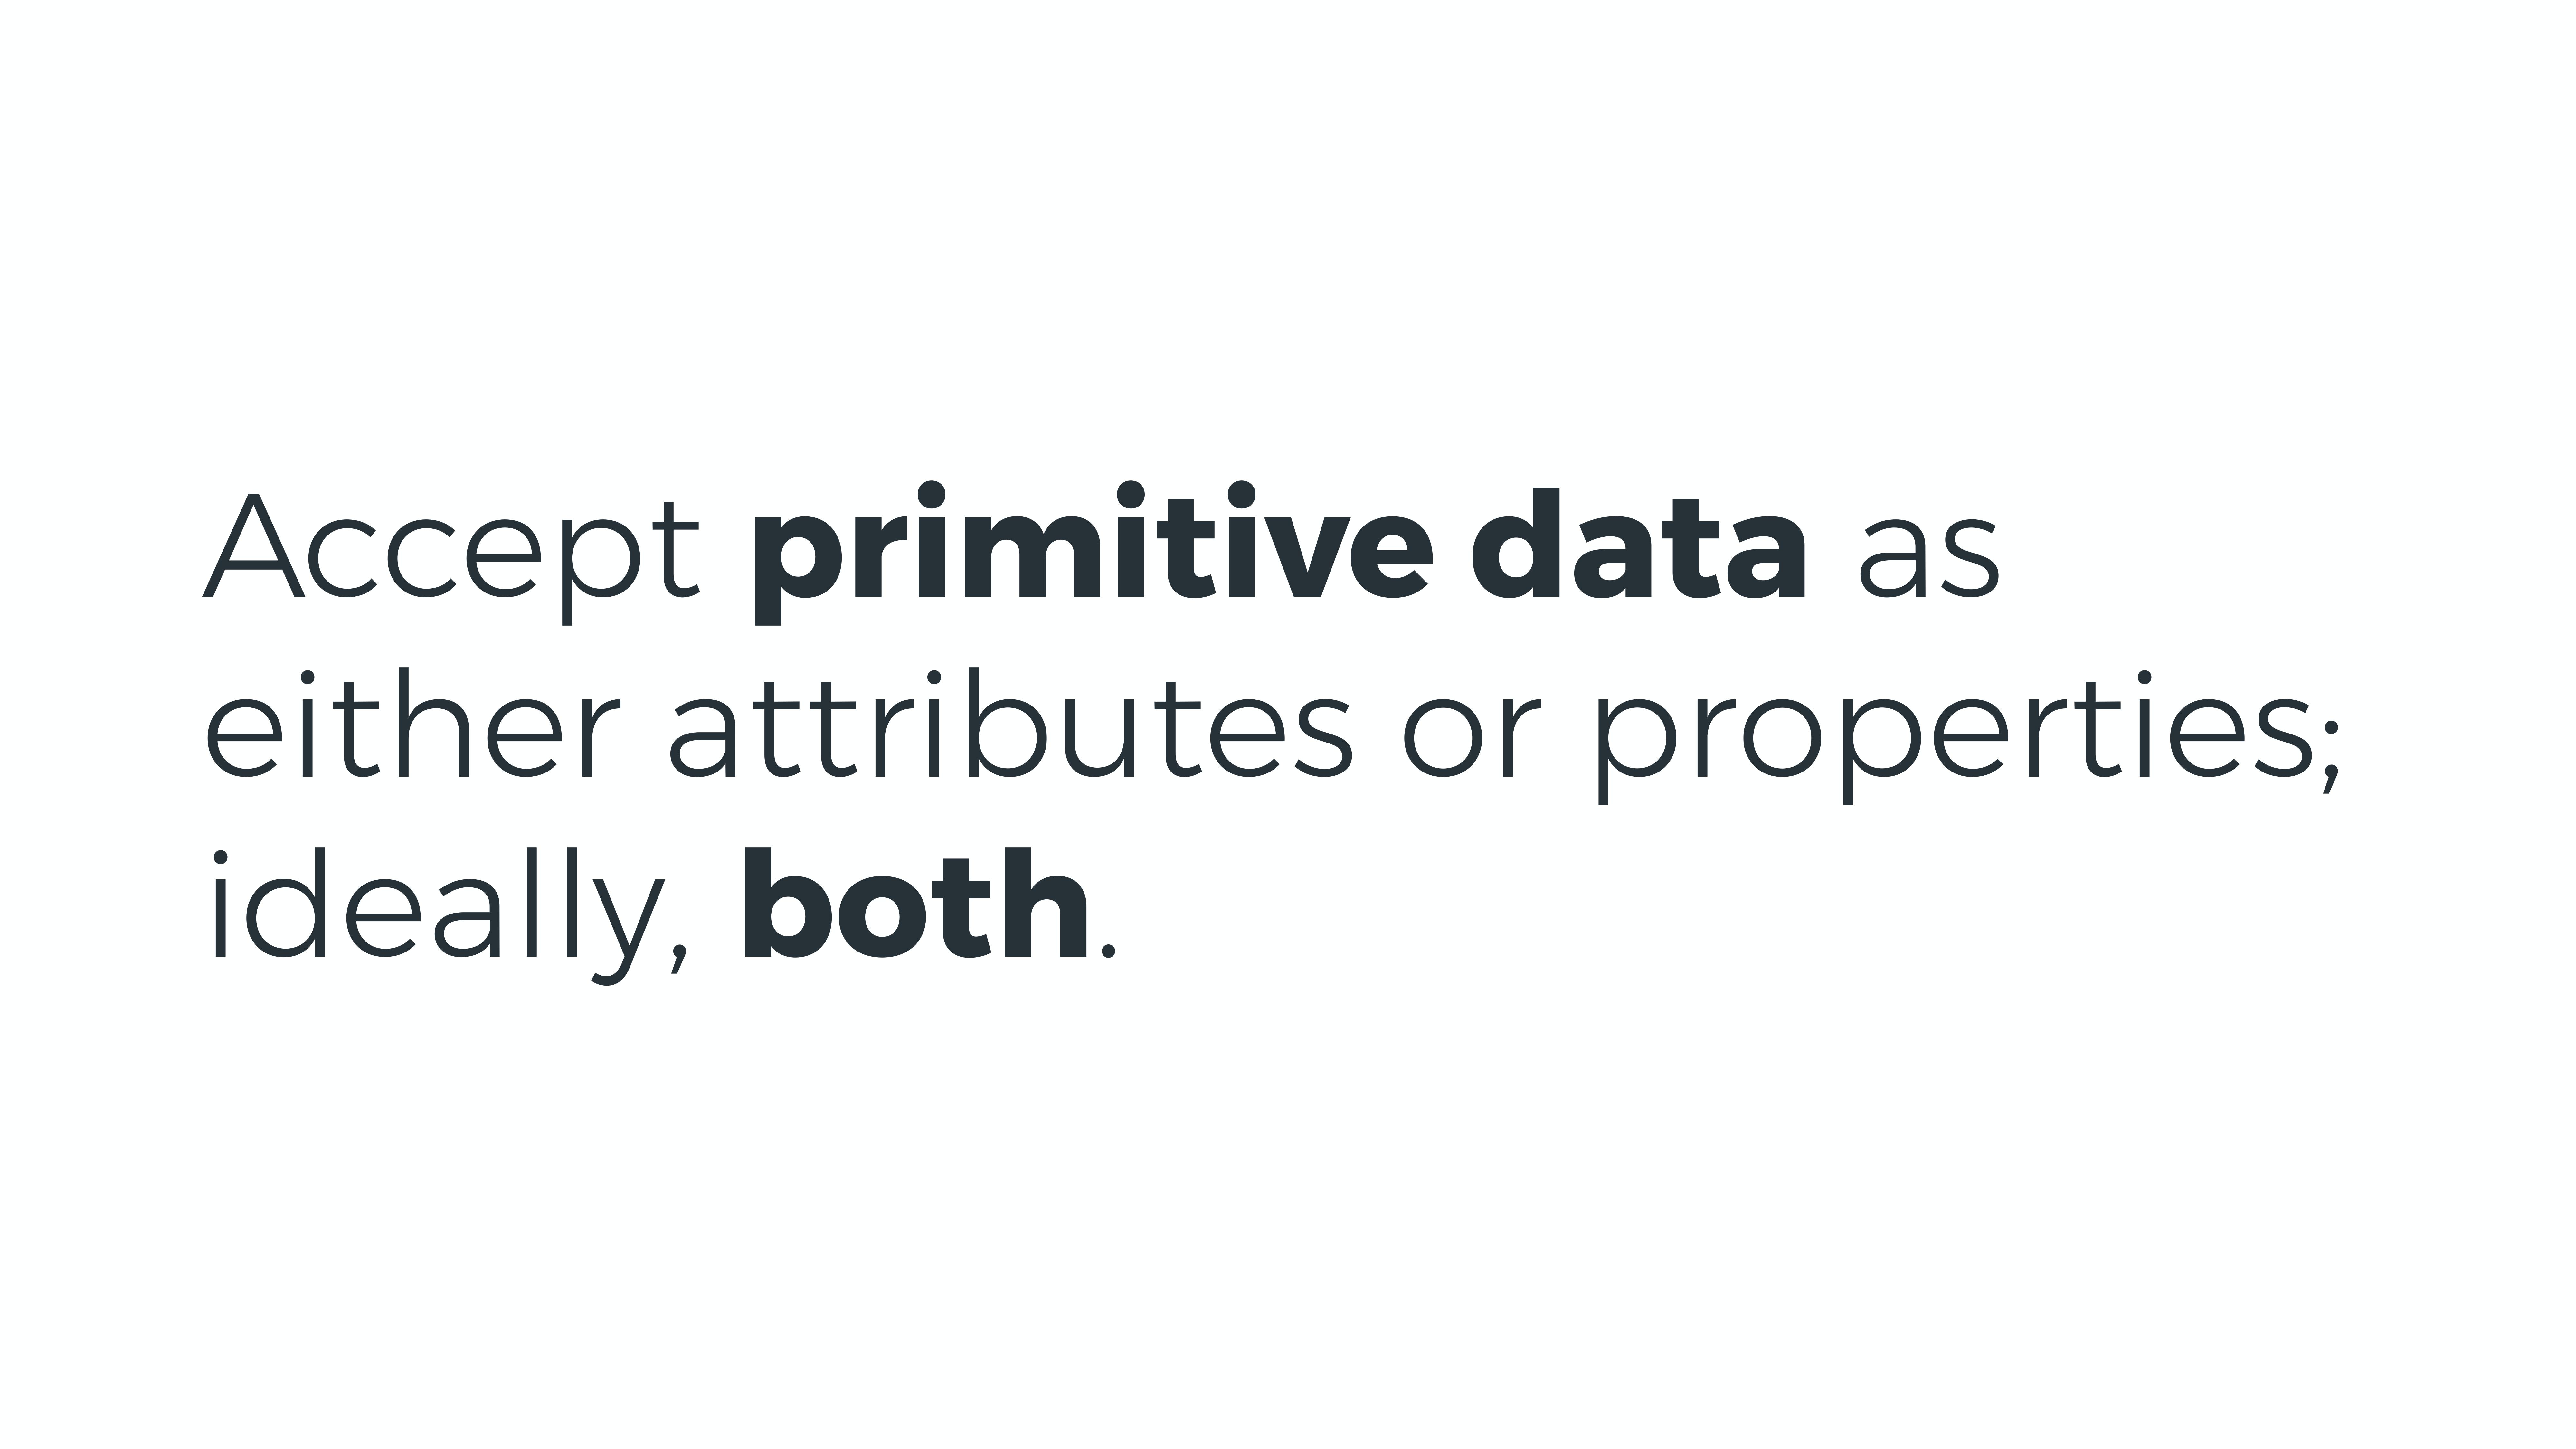 Accept primitive data as
either attributes or properties;
ideally, both.